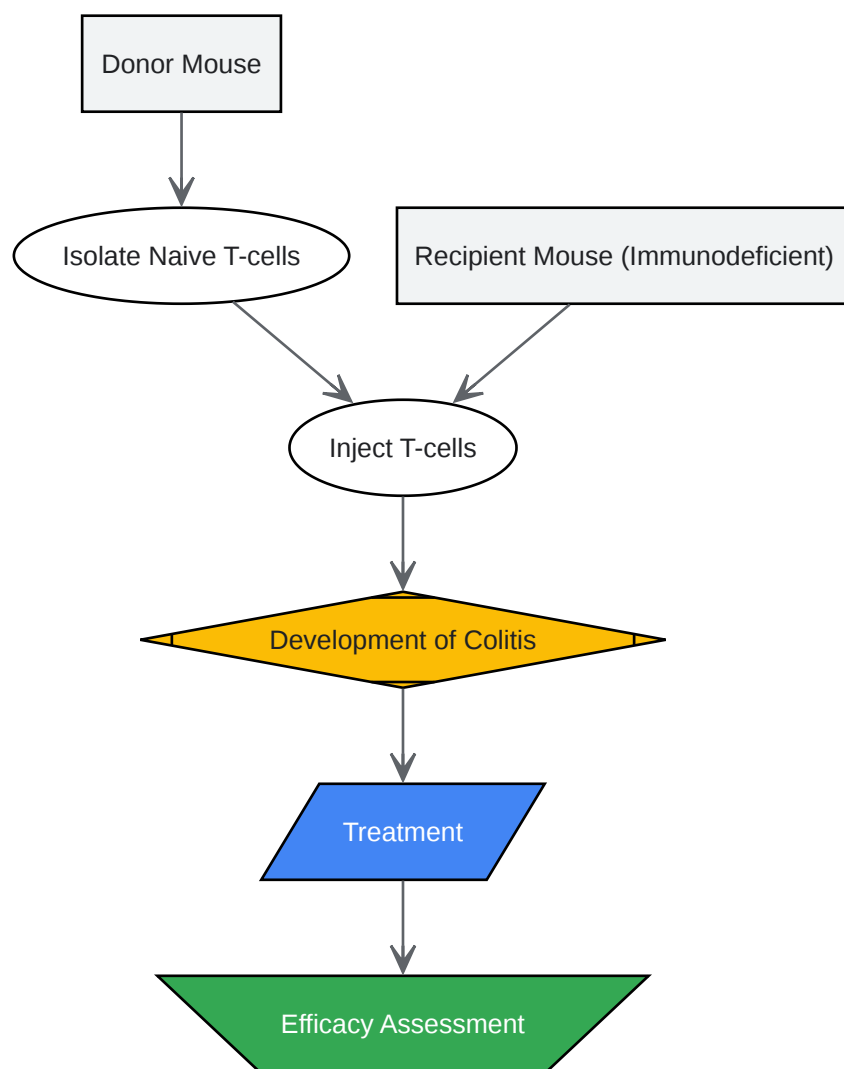 Donor Mouse
Isolate Naive T-cells
Recipient Mouse (Immunodeficient)
Inject T-cells
Development of Colitis
Treatment
Efficacy Assessment